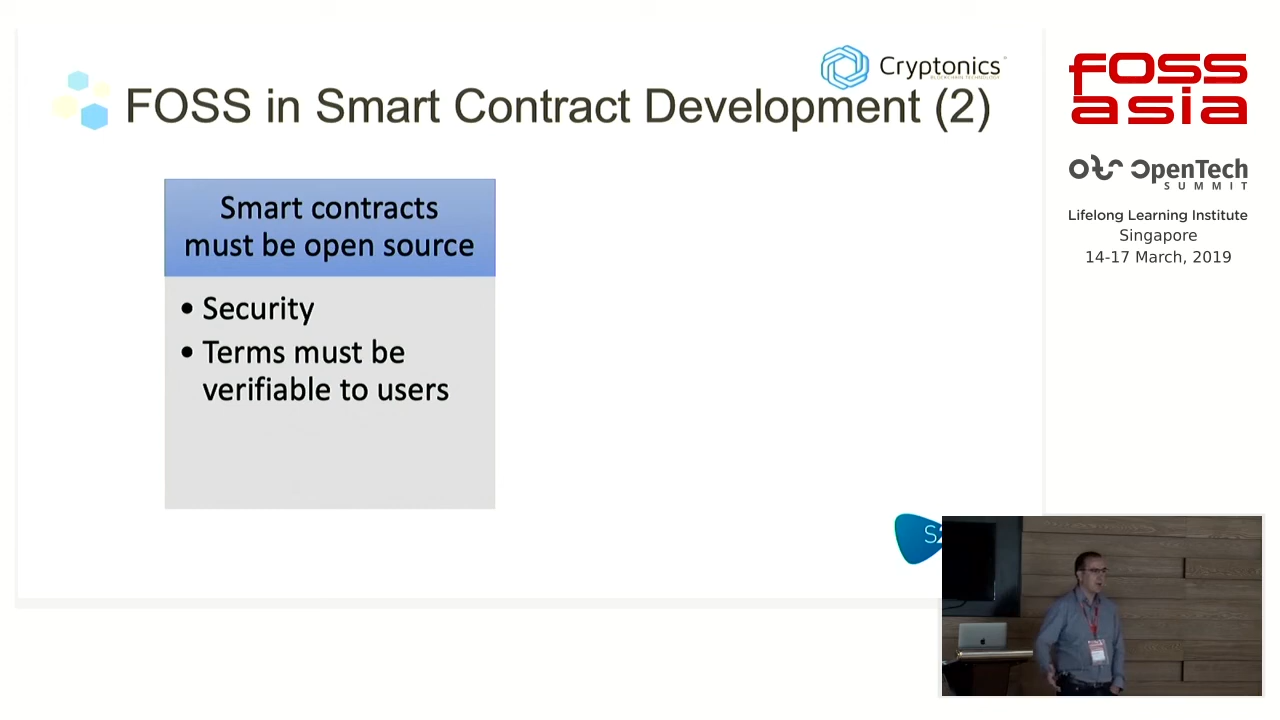 Cryptonics
FOSS in Smart Contract Development (2)
Smart contracts
must be open source
• Security
• Terms must be
verifiable to users
FOSS
asia
OpenTech
SUMMIT
Lifelong Learning Institute
Singapore
14-17 March, 2019